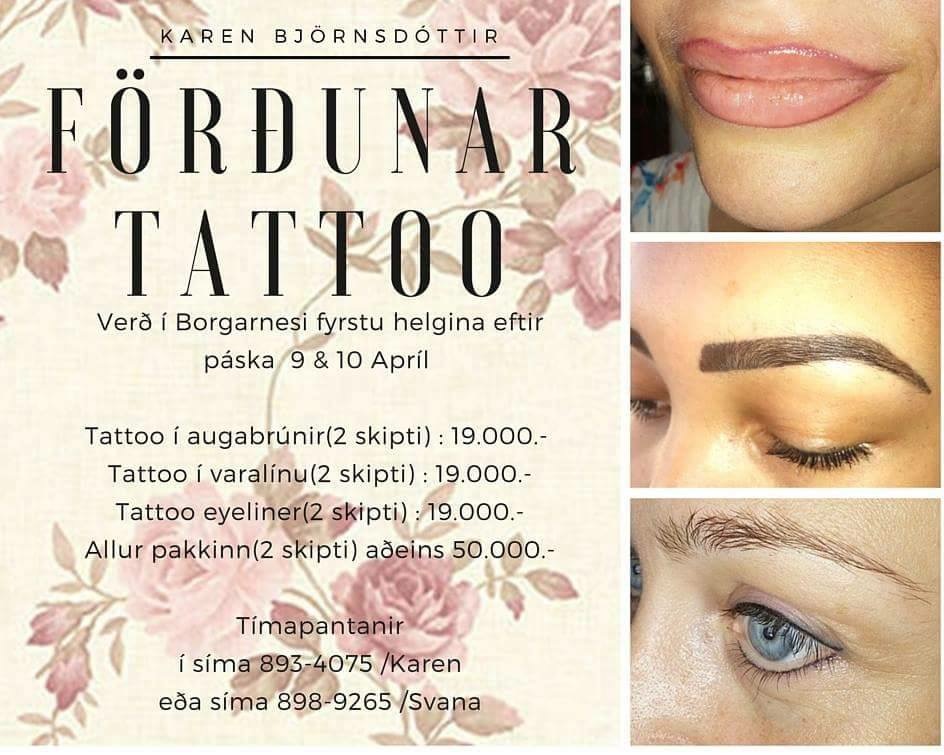 KAREN BJÖRNSDÓTTIR
FÖRÐUNAR
TATTOO
Verð í Borgarnesi fyrstu helgina eftir
páska 9 & 10 Apríl
Tattoo í augabrúnir(2 skipti) : 19.000.-
Tattoo í varalínu(2 skipti) : 19.000.-
Tattoo eyeliner(2 skipti) : 19.000.-
Allur pakkinn(2 skipti) aðeins 50.000.-
Tímapantanir
í síma 893-4075 /Karen
eða síma 898-9265 /Svana